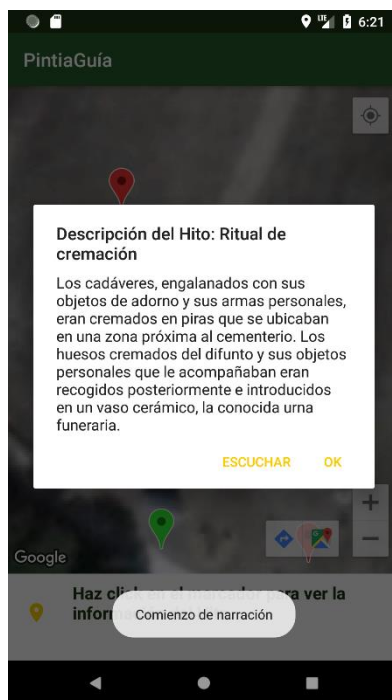 LTE 6:21
PintiaGuía
Descripción del Hito: Ritual de
cremación
Los cadáveres, engalanados con sus
objetos de adorno y sus armas personales,
eran cremados en piras que se ubicaban
en una zona próxima al cementerio. Los
huesos cremados del difunto y sus objetos
personales que le acompañaban eran
recogidos posteriormente e introducidos
en un vaso cerámico, la conocida urna
funeraria.
ESCUCHAR OK
Google
Haz click en el marcador para ver la
Comienzo de narración